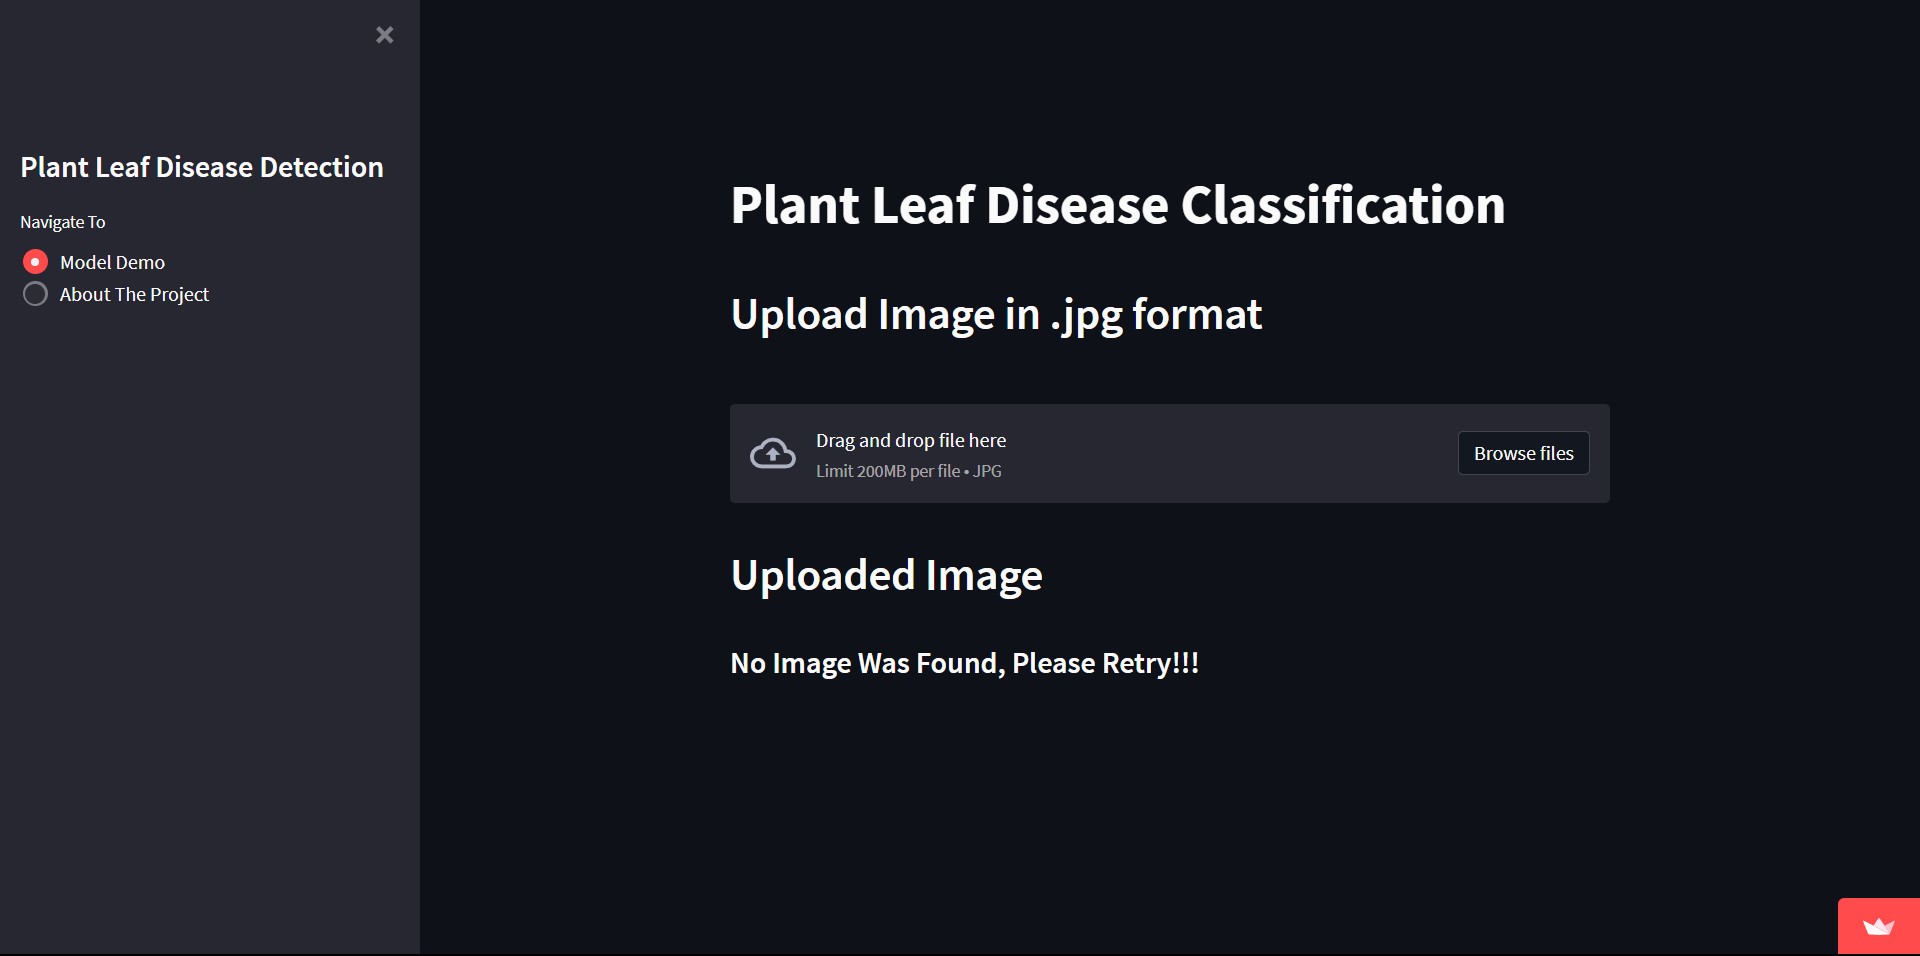 Plant Leaf Disease Detection
Navigate To
Model Demo
About The Project
Plant Leaf Disease Classification
Upload Image in .jpg format
Drag and drop file here
Limit 200MB per file • JPG
Browse files
Uploaded Image
No Image Was Found, Please Retry!!!